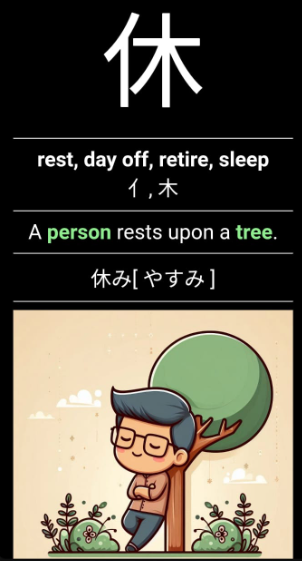 休
rest, day off, retire, sleep
亻, 木
A person rests upon a tree.
休み[ やすみ ]